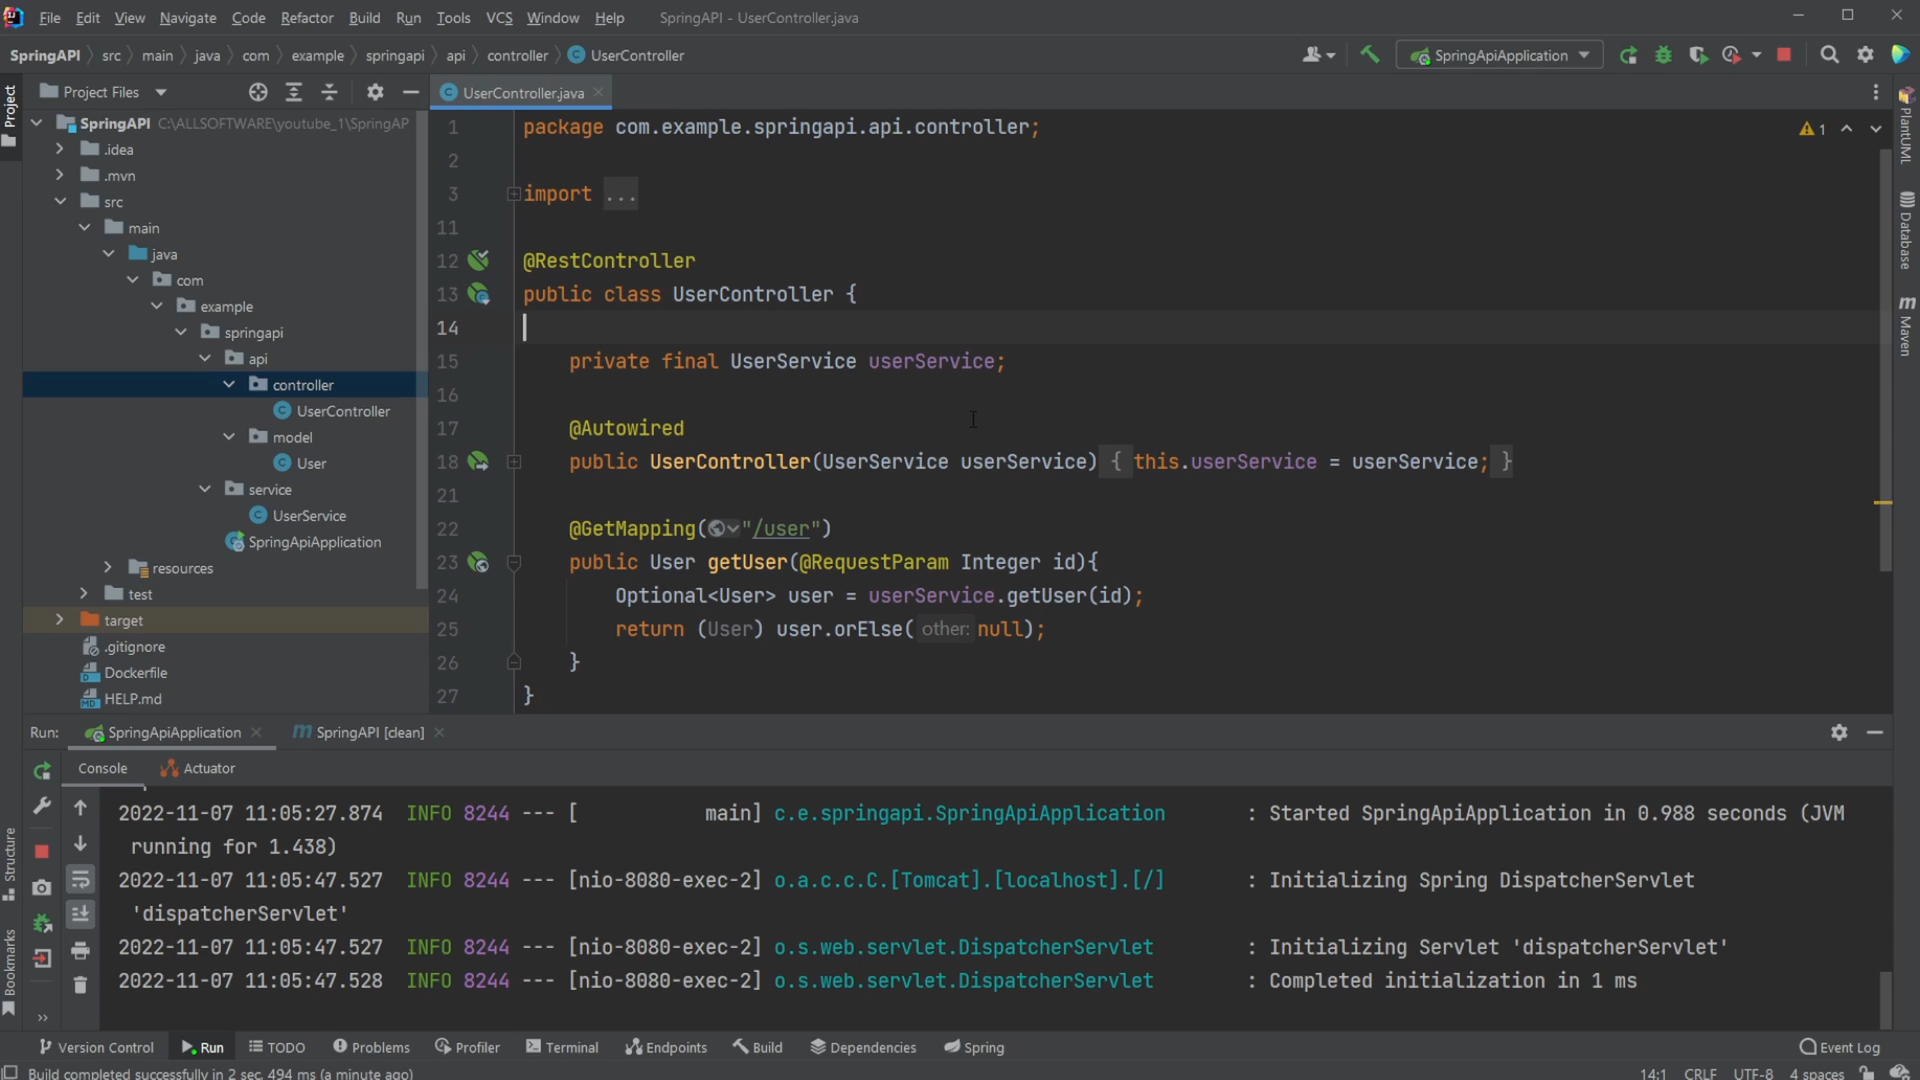 File Edit View Navigate Code Refactor Build Run Tools VCS Window Help SpringAPI - UserController.java
SpringAPI src main java com example springapi api controller UserController SpringApiApplication
Project Files
UserController.java
Project
SpringAPI C:\ALLSOFTWARE\youtube_1\SpringAP
.idea
.mvn
src
main
java
com
example
springapi
api
controller
UserController
model
User
service
UserService
SpringApiApplication
resources
test
target
.gitignore
Dockerfile
HELP.md
1 package com.example.springapi.api.controller;
2
3 import ...
11
12 @RestController
13 public class UserController {
14
15 private final UserService userService;
16
17 @Autowired
18 public UserController(UserService userService) { this.userService = userService; }
21
22 @GetMapping("/user")
23 public User getUser(@RequestParam Integer id){
24 Optional<User> user = userService.getUser(id);
25 return (User) user.orElse( other: null);
26 }
27 }
1
PlantUML
Database
Maven
Run: SpringApiApplication SpringAPI [clean]
Console Actuator
2022-11-07 11:05:27.874 INFO 8244 --- [ main] c.e.springapi.SpringApiApplication : Started SpringApiApplication in 0.988 seconds (JVM
running for 1.438)
2022-11-07 11:05:47.527 INFO 8244 --- [nio-8080-exec-2] o.a.c.c.C.[Tomcat].[localhost].[/] : Initializing Spring DispatcherServlet
'dispatcherServlet'
2022-11-07 11:05:47.527 INFO 8244 --- [nio-8080-exec-2] o.s.web.servlet.DispatcherServlet : Initializing Servlet 'dispatcherServlet'
2022-11-07 11:05:47.528 INFO 8244 --- [nio-8080-exec-2] o.s.web.servlet.DispatcherServlet : Completed initialization in 1 ms
Structure
Bookmarks
Version Control Run TODO Problems Profiler Terminal Endpoints Build Dependencies Spring Event Log
Build completed successfully in 2 sec, 494 ms (a minute ago) 14:1 CRLF UTF-8 4 spaces